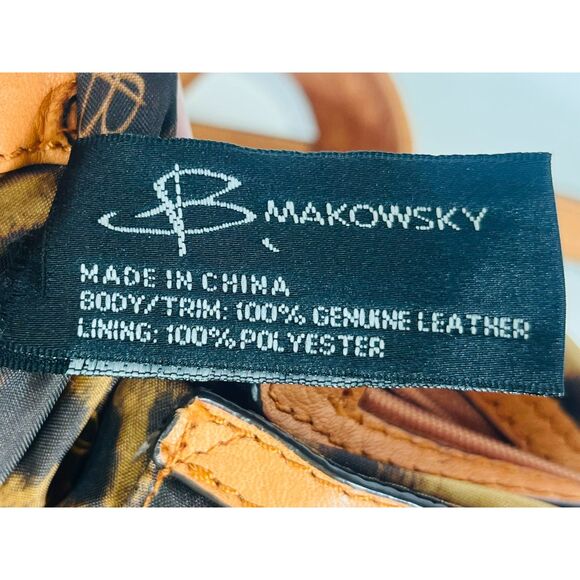 B. MAKOWSKY
MADE IN CHINA
BODY/TRIM: 100% GENUINE LEATHER
LINING: 100% POLYESTER